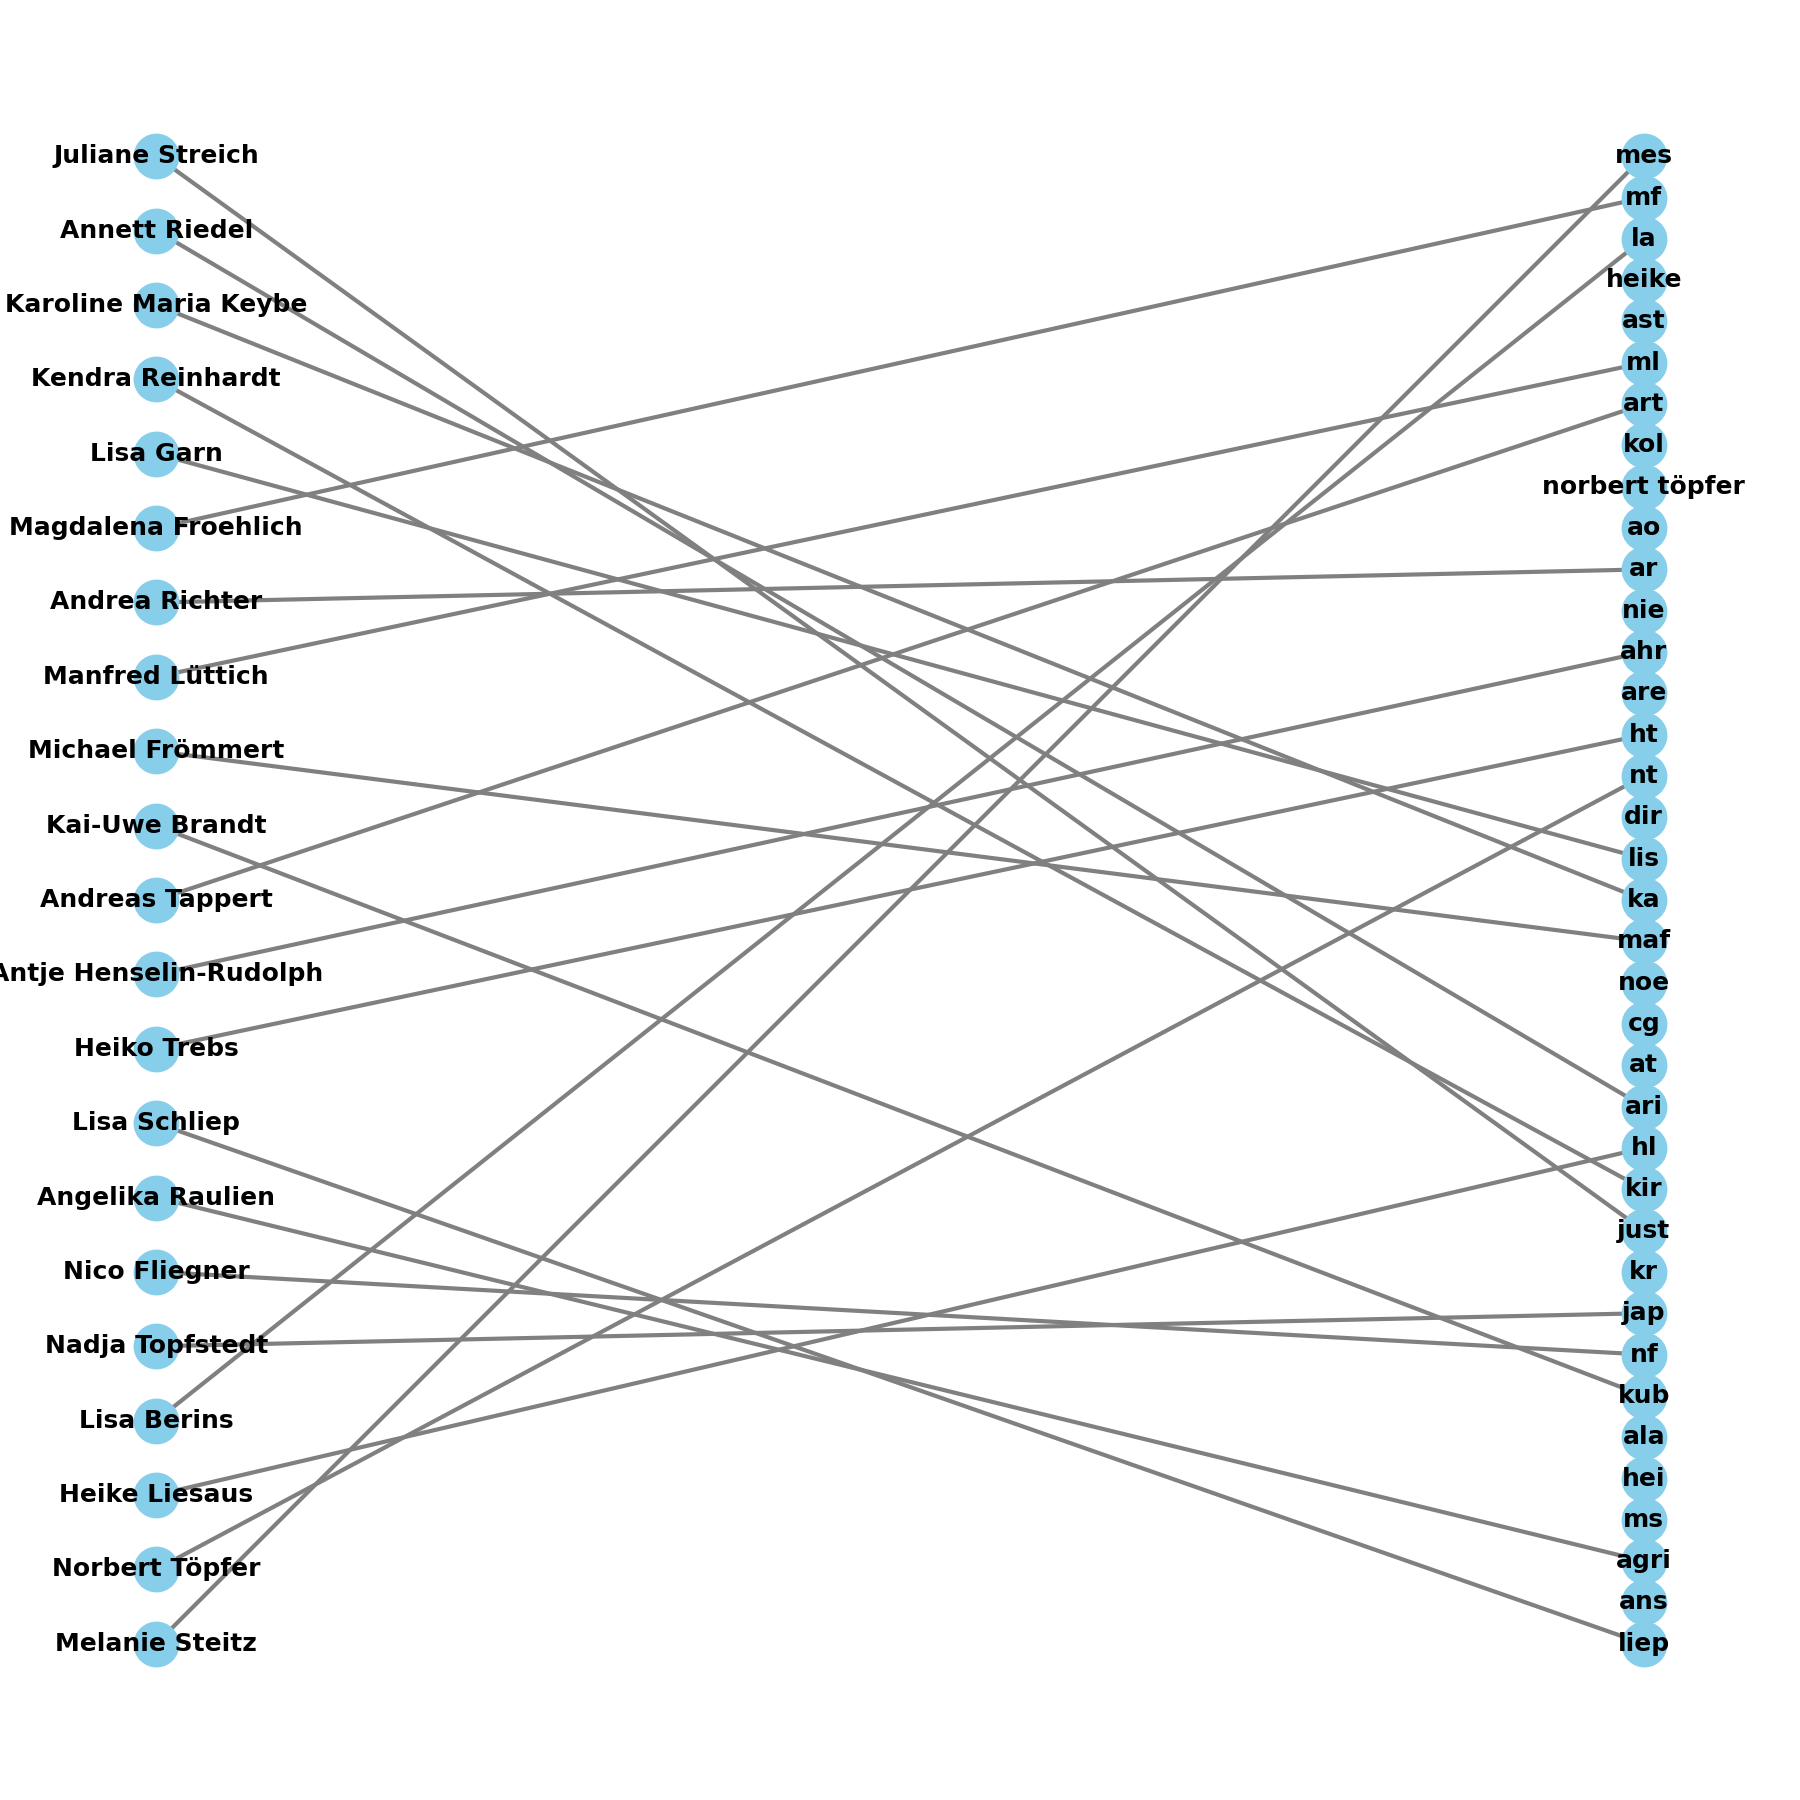 Juliane Streich
Annett Riedel
Karoline Maria Keybe
Kendra Reinhardt
Lisa Garn
Magdalena Froehlich
Andrea Richter
Manfred Lüttich
Michael Frömmert
Kai-Uwe Brandt
Andreas Tappert
Antje Henselin-Rudolph
Heiko Trebs
Lisa Schliep
Angelika Raulien
Nico Fliegner
Nadja Topfstedt
Lisa Berins
Heike Liesaus
Norbert Töpfer
Melanie Steitz
mes
mf
la
heike
ast
ml
art
kol
norbert töpfer
ao
ar
nie
ahr
are
ht
nt
dir
lis
ka
maf
noe
cg
at
ari
hl
kir
just
kr
jap
nf
kub
ala
hei
ms
agri
ans
liep